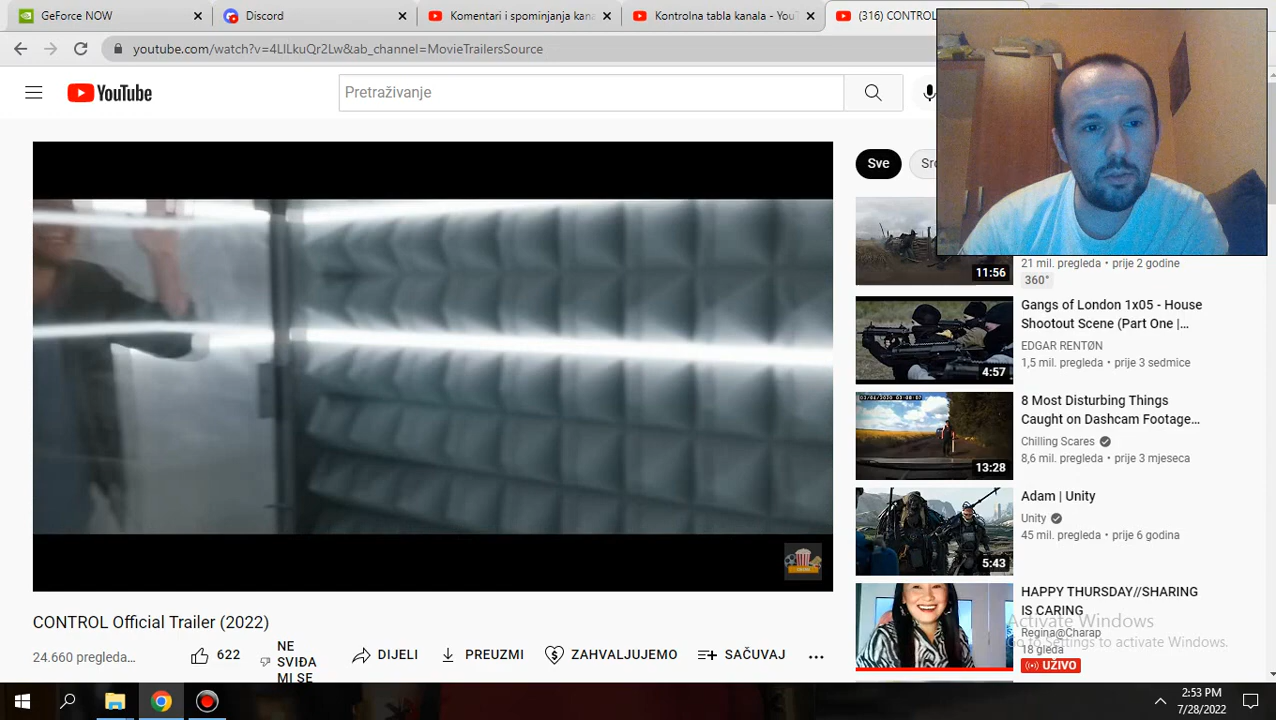 GeForce NOW
Discord
Komentari i spominjanja kana
Kontrolna tabla kanala - You
(316) CONTROL
youtube.com/watch?v=4LlLkuQr2Lw&ab_channel=MovieTrailersSource
YouTube
Pretraživanje
Sve
11:56
21 mil. pregleda • prije 2 godine
360°
Gangs of London 1x05 - House
Shootout Scene (Part One |...
EDGAR RENTØN
1,5 mil. pregleda • prije 3 sedmice
4:57
8 Most Disturbing Things
Caught on Dashcam Footage...
Chilling Scares
8,6 mil. pregleda • prije 3 mjeseca
13:28
Adam | Unity
Unity
45 mil. pregleda • prije 6 godina
5:43
HAPPY THURSDAY//SHARING
IS CARING
Regina@Charap
18 gleda
UŽIVO
Activate Windows
Go to Settings to activate Windows.
CONTROL Official Trailer (2022)
24.660 pregleda...
622
NE
SVIĐA
MI SE
DIJELI
PREUZMI
ZAHVALJUJEMO
SAČUVAJ
2:53 PM
7/28/2022